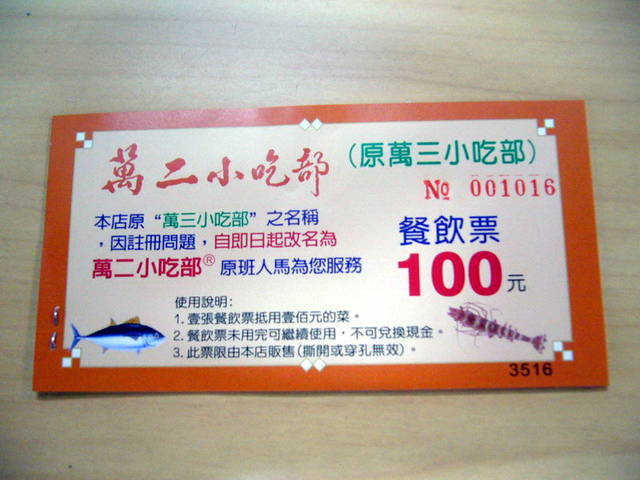 萬二小吃部
(原萬三小吃部)
№ 001016
本店原“萬三小吃部”之名稱
，因註冊問題，自即日起改名為
萬二小吃部® 原班人馬為您服務
餐飲票
100元
使用說明:
1. 壹張餐飲票抵用壹佰元的菜。
2. 餐飲票未用完可繼續使用，不可兌換現金。
3. 此票限由本店販售(撕開或穿孔無效)。
3516